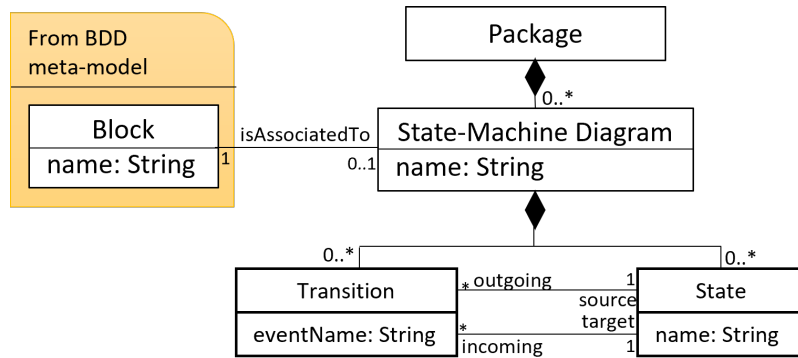 From BDD
meta-model
Package
0..*
Block
name: String
1
isAssociatedTo
0..1
State-Machine Diagram
name: String
0..*
0..*
Transition
eventName: String
* outgoing
1
source
target
*
incoming
1
State
name: String